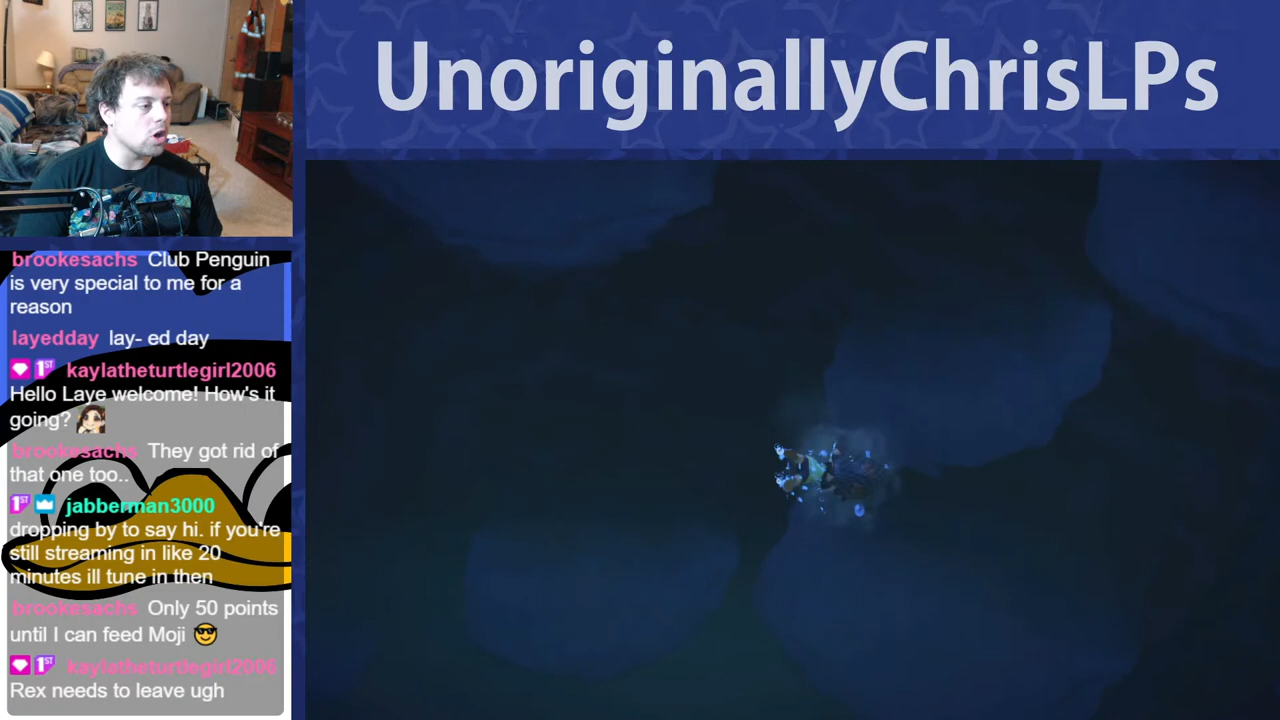 UnoriginallyChrisLPs
brookesachs Club Penguin
is very special to me for a
reason
layedday lay- ed day
1ST kaylatheturtlegirl2006
Hello Laye welcome! How's it
going?
brookesachs They got rid of
that one too..
1ST jabberman3000
dropping by to say hi. if you're
still streaming in like 20
minutes ill tune in then
brookesachs Only 50 points
until I can feed Moji 😎
1ST kaylatheturtlegirl2006
Rex needs to leave ugh